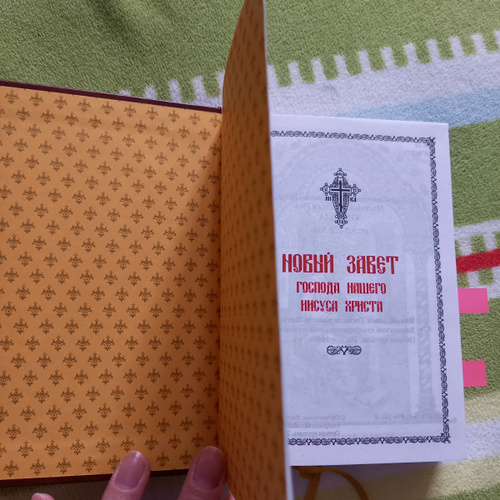 НОВЫЙ ЗАВЕТ
ГОСПОДА НАШЕГО
ИИСУСА ХРИСТА